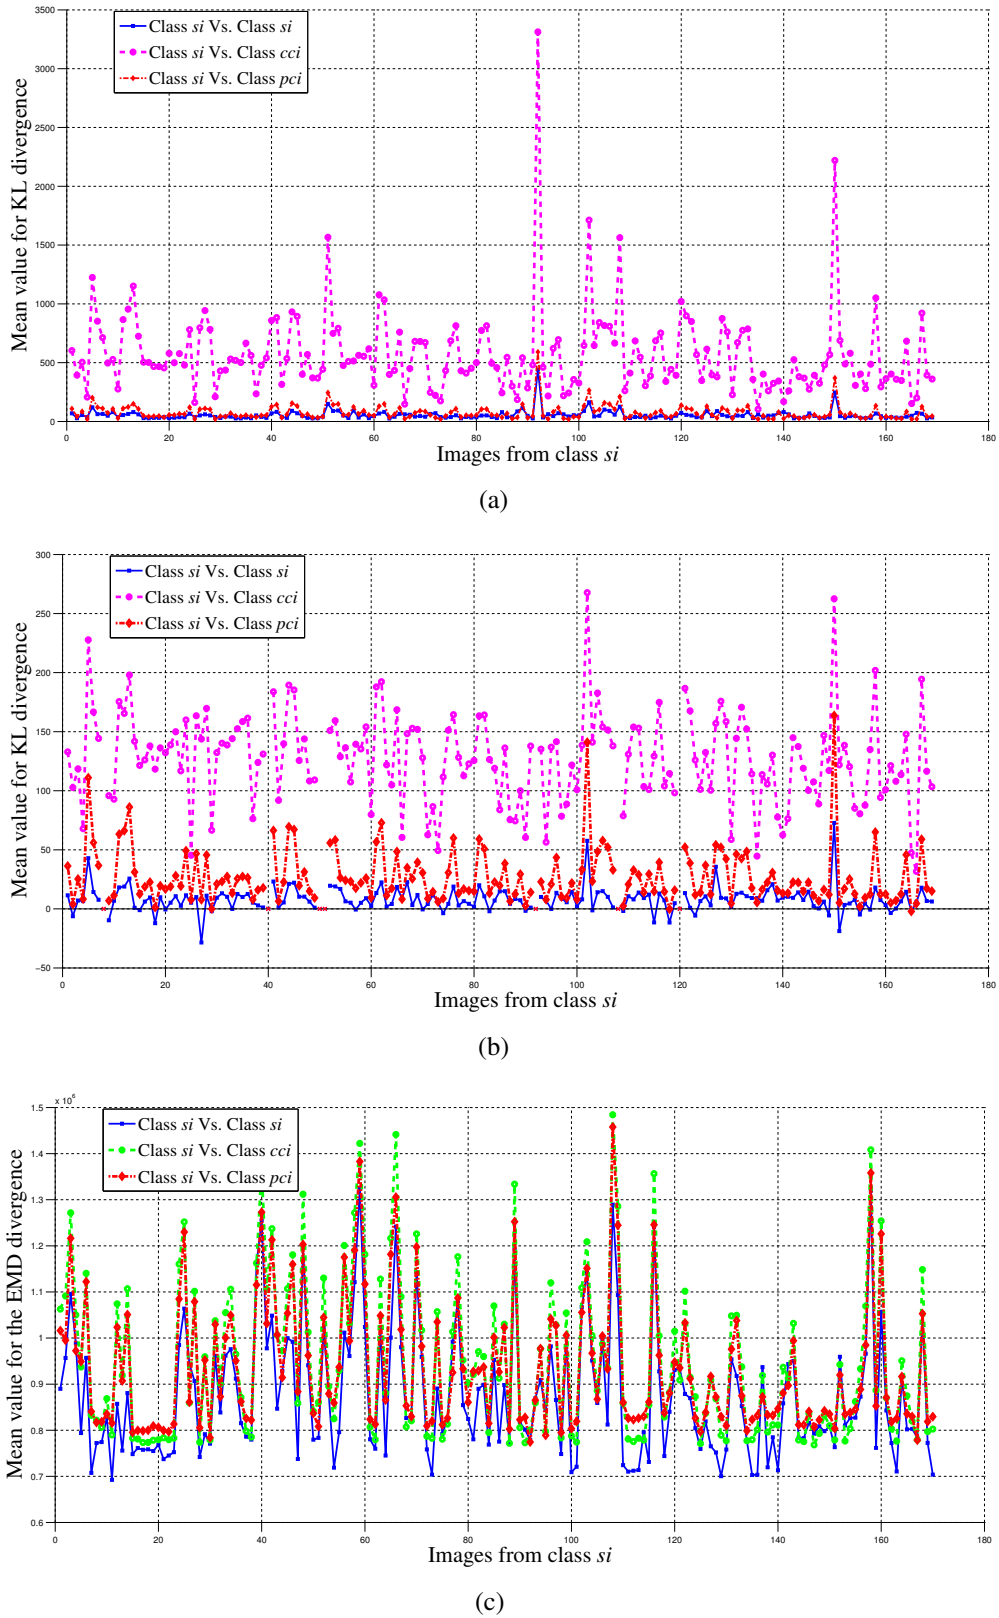 3500
3000
2500
2000
1500
1000
500
0
0 20 40 60 80 100 120 140 160 180
Mean value for KL divergence
Class si Vs. Class si
Class si Vs. Class cci
Class si Vs. Class pci
Images from class si
(a)
300
250
200
150
100
50
0
−50
0 20 40 60 80 100 120 140 160 180
Mean value for KL divergence
Class si Vs. Class si
Class si Vs. Class cci
Class si Vs. Class pci
Images from class si
(b)
x 10^6
1.5
1.4
1.3
1.2
1.1
1
0.9
0.8
0.7
0.6
0 20 40 60 80 100 120 140 160 180
Mean value for the EMD divergence
Class si Vs. Class si
Class si Vs. Class cci
Class si Vs. Class pci
Images from class si
(c)